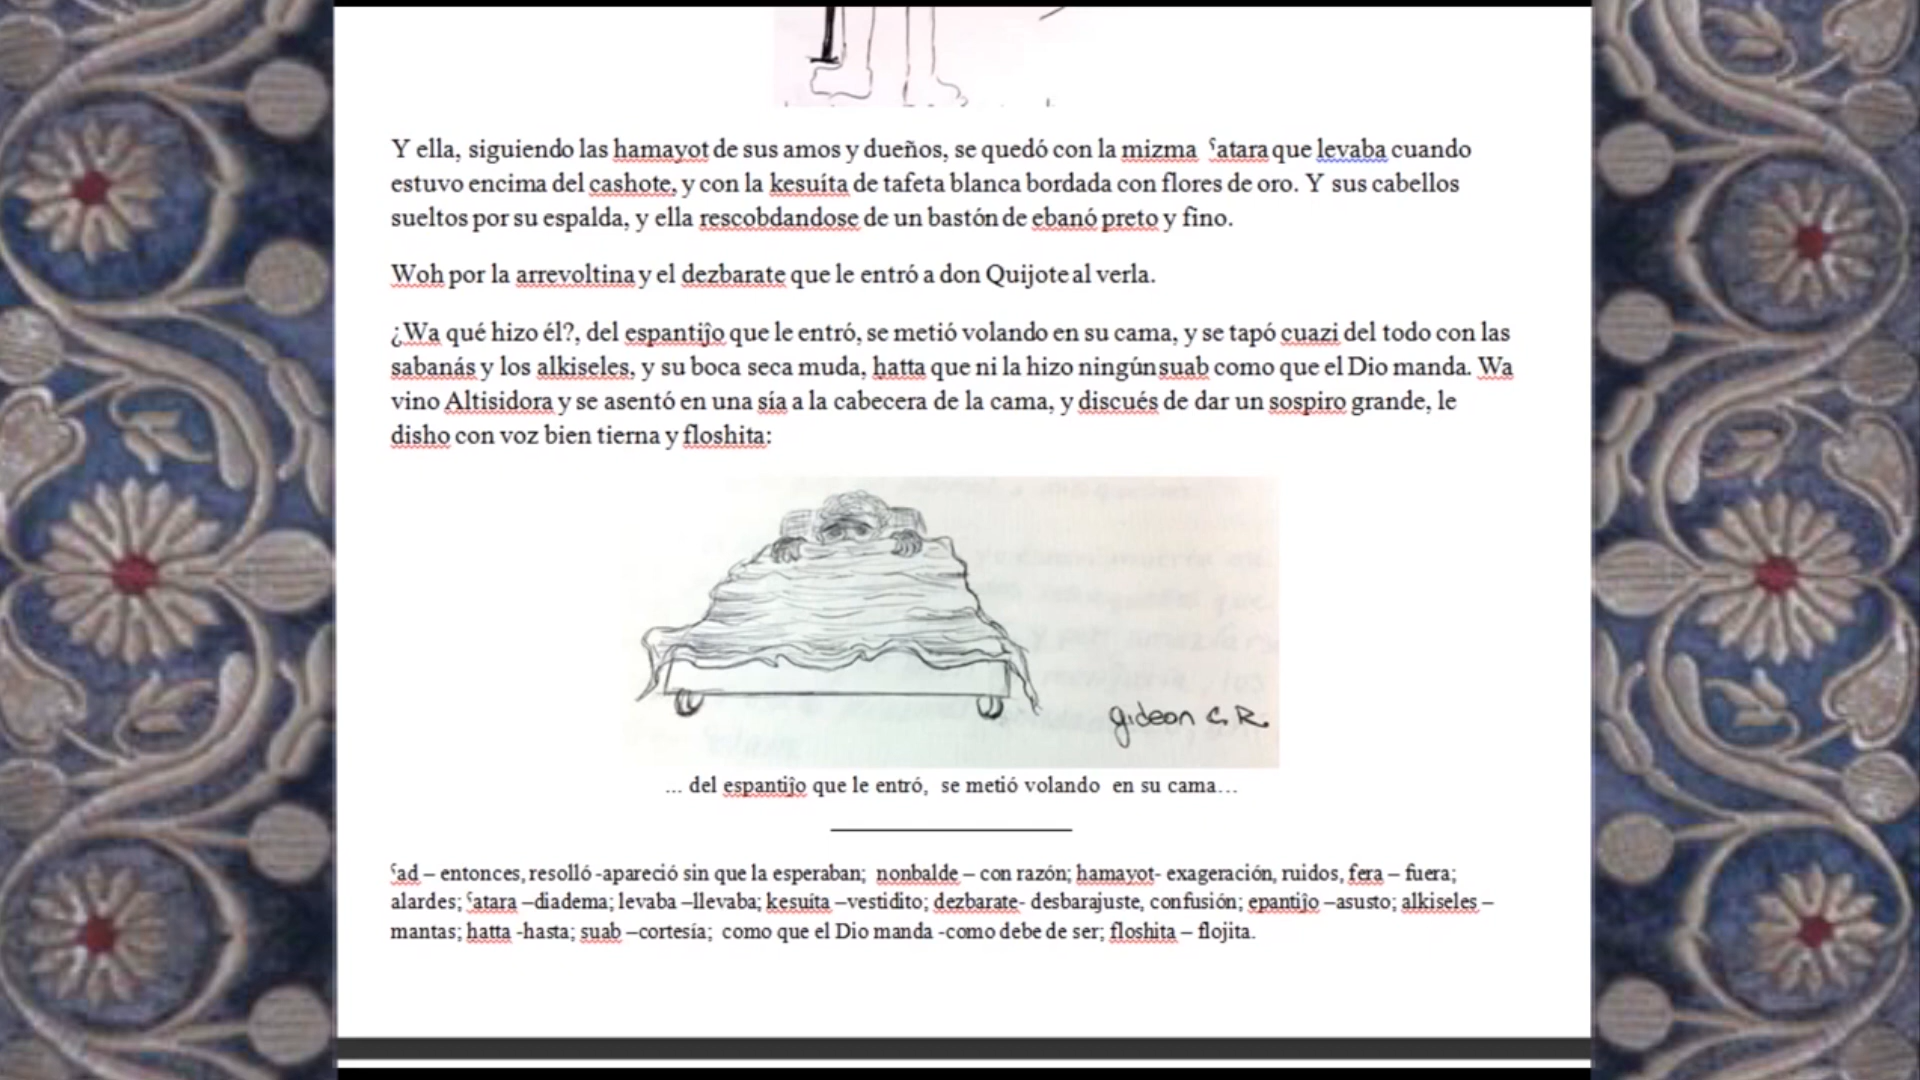 Y ella, siguiendo las hamayot de sus amos y dueños, se quedó con la mizma ˤatara que levaba cuando
estuvo encima del cashote, y con la kesuíta de tafeta blanca bordada con flores de oro. Y sus cabellos
sueltos por su espalda, y ella rescobdandose de un bastón de ebanó preto y fino.
Woh por la arrevoltina y el dezbarate que le entró a don Quijote al verla.
¿Wa qué hizo él?, del espantiĵo que le entró, se metió volando en su cama, y se tapó cuazi del todo con las
sabanás y los alkiseles, y su boca seca muda, hatta que ni la hizo ningúnsuab como que el Dio manda. Wa
vino Altisidora y se asentó en una sía a la cabecera de la cama, y discués de dar un sospiro grande, le
disho con voz bien tierna y floshita:
gideon C. R.
... del espantiĵo que le entró, se metió volando en su cama...
ˤad – entonces, resolló -apareció sin que la esperaban; nonbalde – con razón; hamayot- exageración, ruidos, fera – fuera;
alardes; ˤatara –diadema; levaba –llevaba; kesuíta –vestidito; dezbarate- desbarajuste, confusión; epantiĵo –asusto; alkiseles –
mantas; hatta -hasta; suab –cortesía; como que el Dio manda -como debe de ser; floshita – flojita.